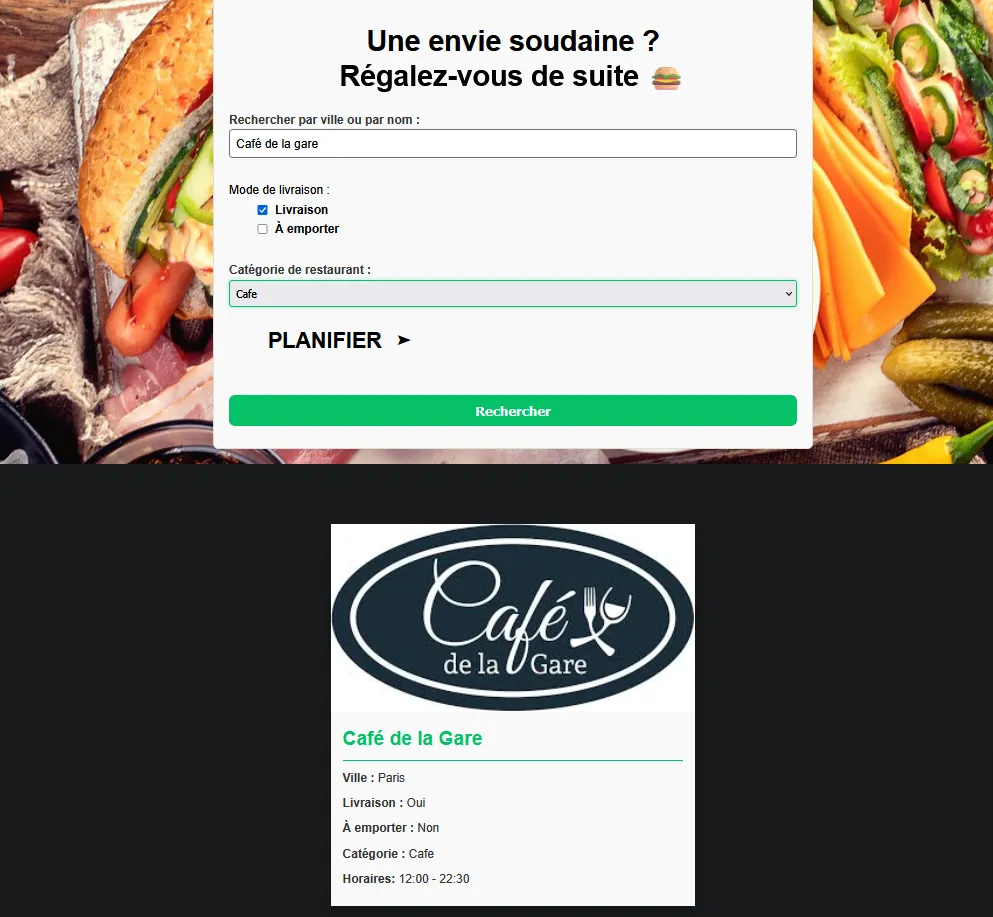 Une envie soudaine ?
Régalez-vous de suite 🍔
Rechercher par ville ou par nom :
Café de la gare
Mode de livraison :
Livraison
À emporter
Catégorie de restaurant :
Cafe
PLANIFIER ➤
Rechercher
Café
de la Gare
Café de la Gare
Ville : Paris
Livraison : Oui
À emporter : Non
Catégorie : Cafe
Horaires: 12:00 - 22:30